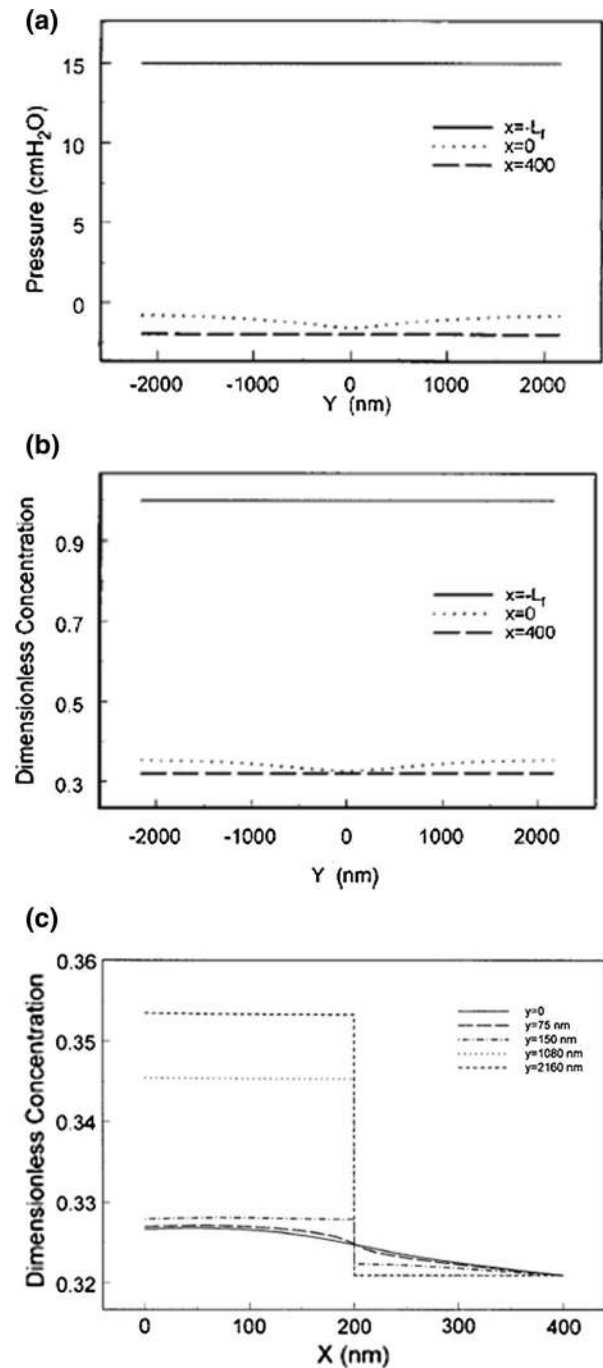 (a)
Pressure (cmH₂O)
15
10
5
0
x=-Lf
x=0
x=400
-2000 -1000 0 1000 2000
Y (nm)
(b)
Dimensionless Concentration
0.9
0.7
0.5
0.3
x=-Lf
x=0
x=400
-2000 -1000 0 1000 2000
Y (nm)
(c)
Dimensionless Concentration
0.36
0.35
0.34
0.33
0.32
y=0
y=75 nm
y=150 nm
y=1080 nm
y=2160 nm
0 100 200 300 400
X (nm)